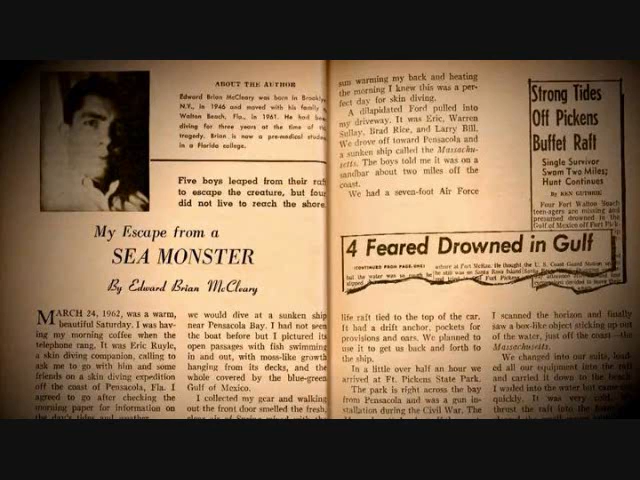 ABOUT THE AUTHOR
Edward Brian McCleary was born in Brooklyn
N.Y., in 1946 and moved with his family
Walton Beach, Fla., in 1961. He had been
diving for three years at the time of
tragedy. Brian is now a pre-medical student
in a Florida college.
Five boys leaped from their raft
to escape the creature, but four
did not live to reach the shore.
My Escape from a
SEA MONSTER
By Edward Brian McCleary
MARCH 24, 1962, was a warm,
beautiful Saturday. I was hav-
ing my morning coffee when the
telephone rang. It was Eric Ruyle,
a skin diving companion, calling to
ask me to go with him and some
friends on a skin diving expedition
off the coast of Pensacola, Fla. I
agreed to go after checking the
morning paper for information on
the day's tides and another
we would dive at a sunken ship
near Pensacola Bay. I had not seen
the boat before but I pictured its
open passages with fish swimming
in and out, with moss-like growth
hanging from the decks, and the
whole covered by the blue-green
Gulf of Mexico.
I collected my gear and walking
out the front door smelled the fresh,
sun warming my back and heating
the morning I knew this was a per-
fect day for skin diving.
A dilapidated Ford pulled into
my driveway. It was Eric, Warren
Sulley, Brad Rice, and Larry Bill.
We drove off toward Pensacola and
a sunken ship called the Massachu-
setts. The boys told me it was on a
sandbar about two miles off the
coast.
We had a seven-foot Air Force
Strong Tides
Off Pickens
Buffet Raft
Single Survivor
Swam Two Miles;
Hunt Continues
By KEN GUTHRIE
Four Fort Walton Beach
teen-agers are missing and
presumed drowned in the
Gulf of Mexico off Fort Pick-
4 Feared Drowned in Gulf
(CONTINUED FROM PAGE ONE)
life raft tied to the top of the car.
It had a drift anchor, pockets for
provisions and oars. We planned to
use it to get us back and forth to
the ship.
In a little over half an hour we
arrived at Ft. Pickens State Park.
The park is right across the bay
from Pensacola and was a gun in-
stallation during the Civil War. The
I scanned the horizon and finally
saw a box-like object sticking up out
of the water, just off the coast—the
Massachusetts.
We changed into our suits, load-
ed all our equipment into the raft
and carried it down to the beach.
I waded into the water but came out
quickly. It was very cold.
thrust the raft into the